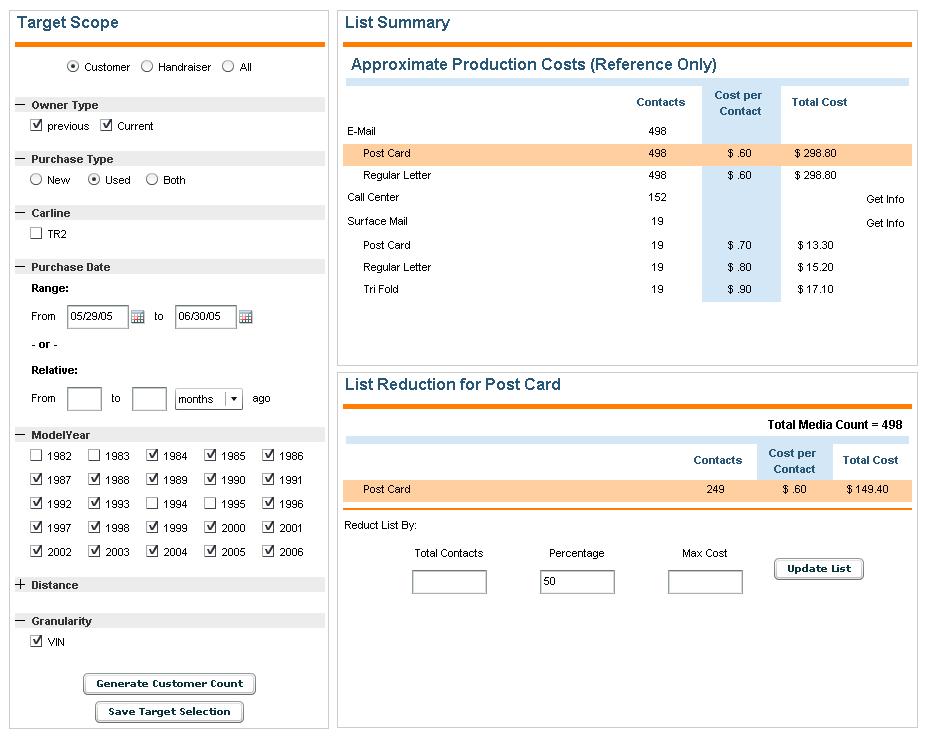 Target Scope
Customer Handraiser All
Owner Type
previous Current
Purchase Type
New Used Both
Carline
TR2
Purchase Date
Range:
From 05/29/05 to 06/30/05
- or -
Relative:
From to months ago
ModelYear
1982 1983 1984 1985 1986
1987 1988 1989 1990 1991
1992 1993 1994 1995 1996
1997 1998 1999 2000 2001
2002 2003 2004 2005 2006
Distance
Granularity
VIN
Generate Customer Count
Save Target Selection
List Summary
Approximate Production Costs (Reference Only)
Contacts Cost per Contact Total Cost
E-Mail 498
Post Card 498 $ .60 $ 298.80
Regular Letter 498 $ .60 $ 298.80
Call Center 152 Get Info
Surface Mail 19 Get Info
Post Card 19 $ .70 $ 13.30
Regular Letter 19 $ .80 $ 15.20
Tri Fold 19 $ .90 $ 17.10
List Reduction for Post Card
Total Media Count = 498
Contacts Cost per Contact Total Cost
Post Card 249 $ .60 $ 149.40
Reduct List By:
Total Contacts Percentage Max Cost
50
Update List